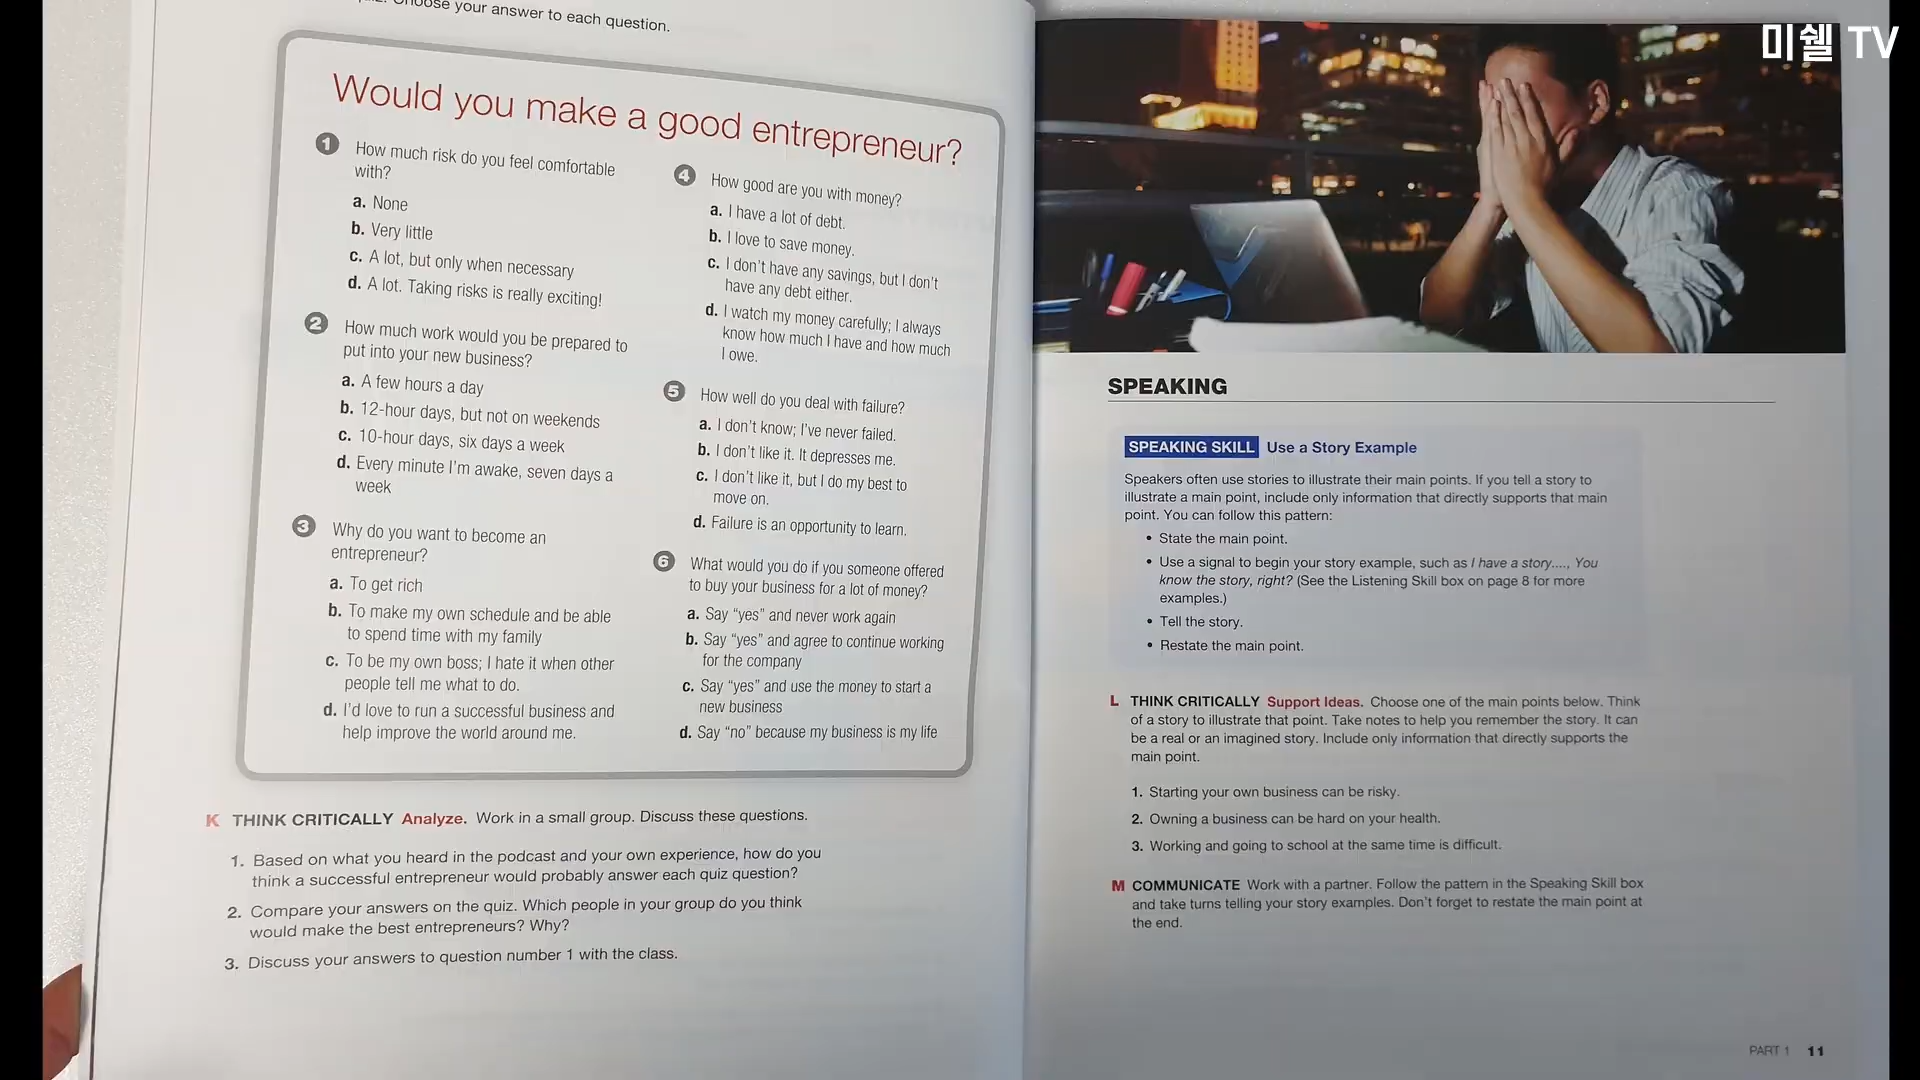 Choose your answer to each question.
Would you make a good entrepreneur?
1 How much risk do you feel comfortable
with?
a. None
b. Very little
c. A lot, but only when necessary
d. A lot. Taking risks is really exciting!
2 How much work would you be prepared to
put into your new business?
a. A few hours a day
b. 12-hour days, but not on weekends
c. 10-hour days, six days a week
d. Every minute I'm awake, seven days a
week
3 Why do you want to become an
entrepreneur?
a. To get rich
b. To make my own schedule and be able
to spend time with my family
c. To be my own boss; I hate it when other
people tell me what to do.
d. I'd love to run a successful business and
help improve the world around me.
4 How good are you with money?
a. I have a lot of debt.
b. I love to save money.
c. I don't have any savings, but I don't
have any debt either.
d. I watch my money carefully; I always
know how much I have and how much
I owe.
5 How well do you deal with failure?
a. I don't know; I've never failed.
b. I don't like it. It depresses me.
c. I don't like it, but I do my best to
move on.
d. Failure is an opportunity to learn.
6 What would you do if you someone offered
to buy your business for a lot of money?
a. Say “yes” and never work again
b. Say “yes” and agree to continue working
for the company
c. Say “yes” and use the money to start a
new business
d. Say “no” because my business is my life
K THINK CRITICALLY Analyze. Work in a small group. Discuss these questions.
1. Based on what you heard in the podcast and your own experience, how do you
think a successful entrepreneur would probably answer each quiz question?
2. Compare your answers on the quiz. Which people in your group do you think
would make the best entrepreneurs? Why?
3. Discuss your answers to question number 1 with the class.
미쉘 TV
SPEAKING
SPEAKING SKILL Use a Story Example
Speakers often use stories to illustrate their main points. If you tell a story to
illustrate a main point, include only information that directly supports that main
point. You can follow this pattern:
• State the main point.
• Use a signal to begin your story example, such as I have a story...., You
know the story, right? (See the Listening Skill box on page 8 for more
examples.)
• Tell the story.
• Restate the main point.
L THINK CRITICALLY Support Ideas. Choose one of the main points below. Think
of a story to illustrate that point. Take notes to help you remember the story. It can
be a real or an imagined story. Include only information that directly supports the
main point.
1. Starting your own business can be risky.
2. Owning a business can be hard on your health.
3. Working and going to school at the same time is difficult.
M COMMUNICATE Work with a partner. Follow the pattern in the Speaking Skill box
and take turns telling your story examples. Don't forget to restate the main point at
the end.
PART 1 11